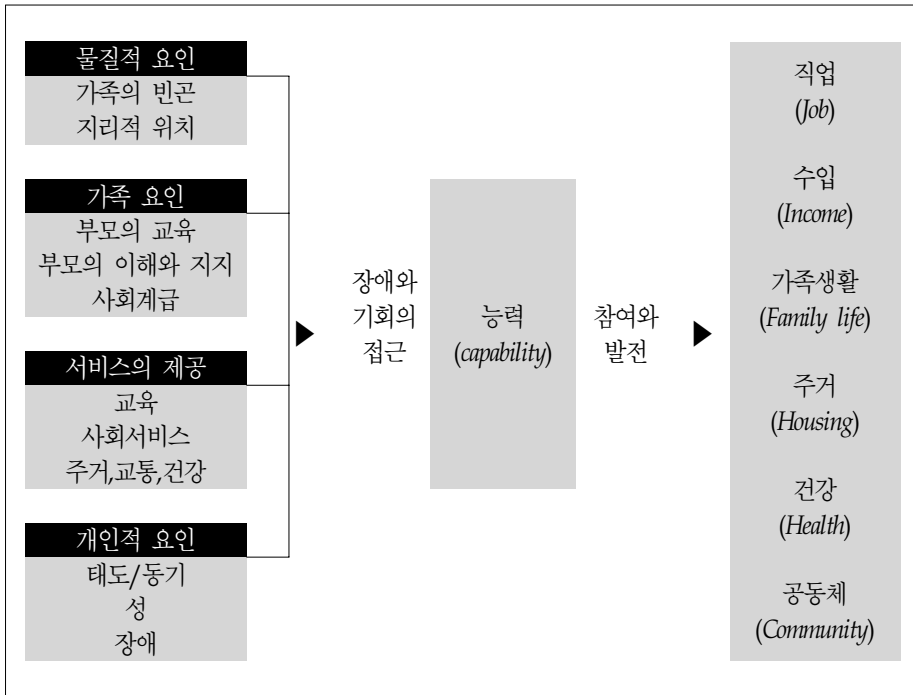 물질적 요인
가족의 빈곤
지리적 위치
가족 요인
부모의 교육
부모의 이해와 지지
사회계급
서비스의 제공
교육
사회서비스
주거,교통,건강
개인적 요인
태도/동기
성
장애
장애와
기회의
접근
능력
(capability)
참여와
발전
직업
(Job)
수입
(Income)
가족생활
(Family life)
주거
(Housing)
건강
(Health)
공동체
(Community)